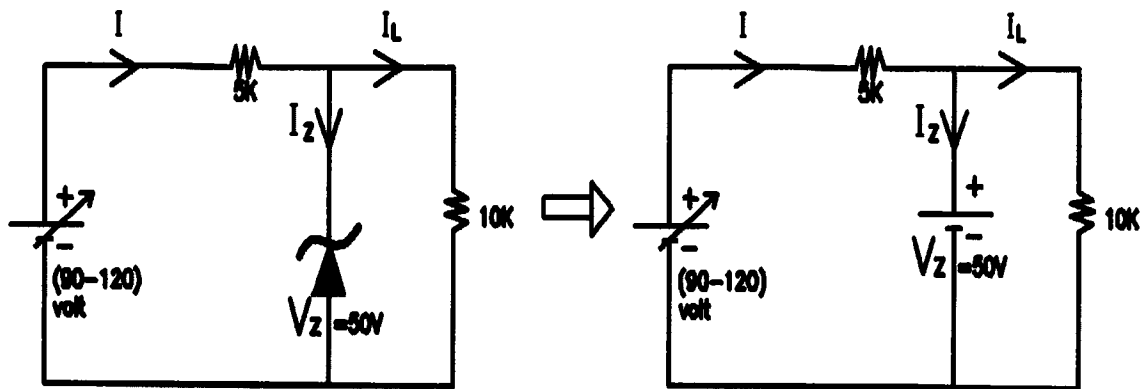 I
I_L
5K
I_Z
+
-
10K
(90-120)
volt
V_Z =50V
I
I_L
5K
I_Z
+
-
+
-
10K
(90-120)
volt
V_Z =50V